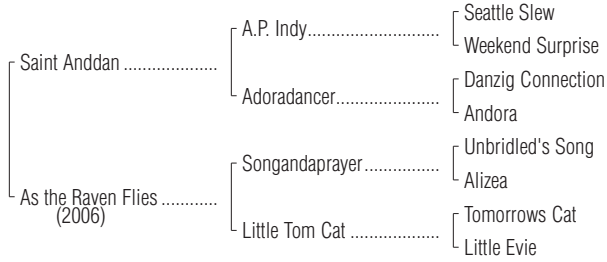 Saint Anddan ....................
As the Raven Flies ............
(2006)
A.P. Indy............................
Adoradancer......................
Songandaprayer................
Little Tom Cat ...................
Seattle Slew
Weekend Surprise
Danzig Connection
Andora
Unbridled's Song
Alizea
Tomorrows Cat
Little Evie